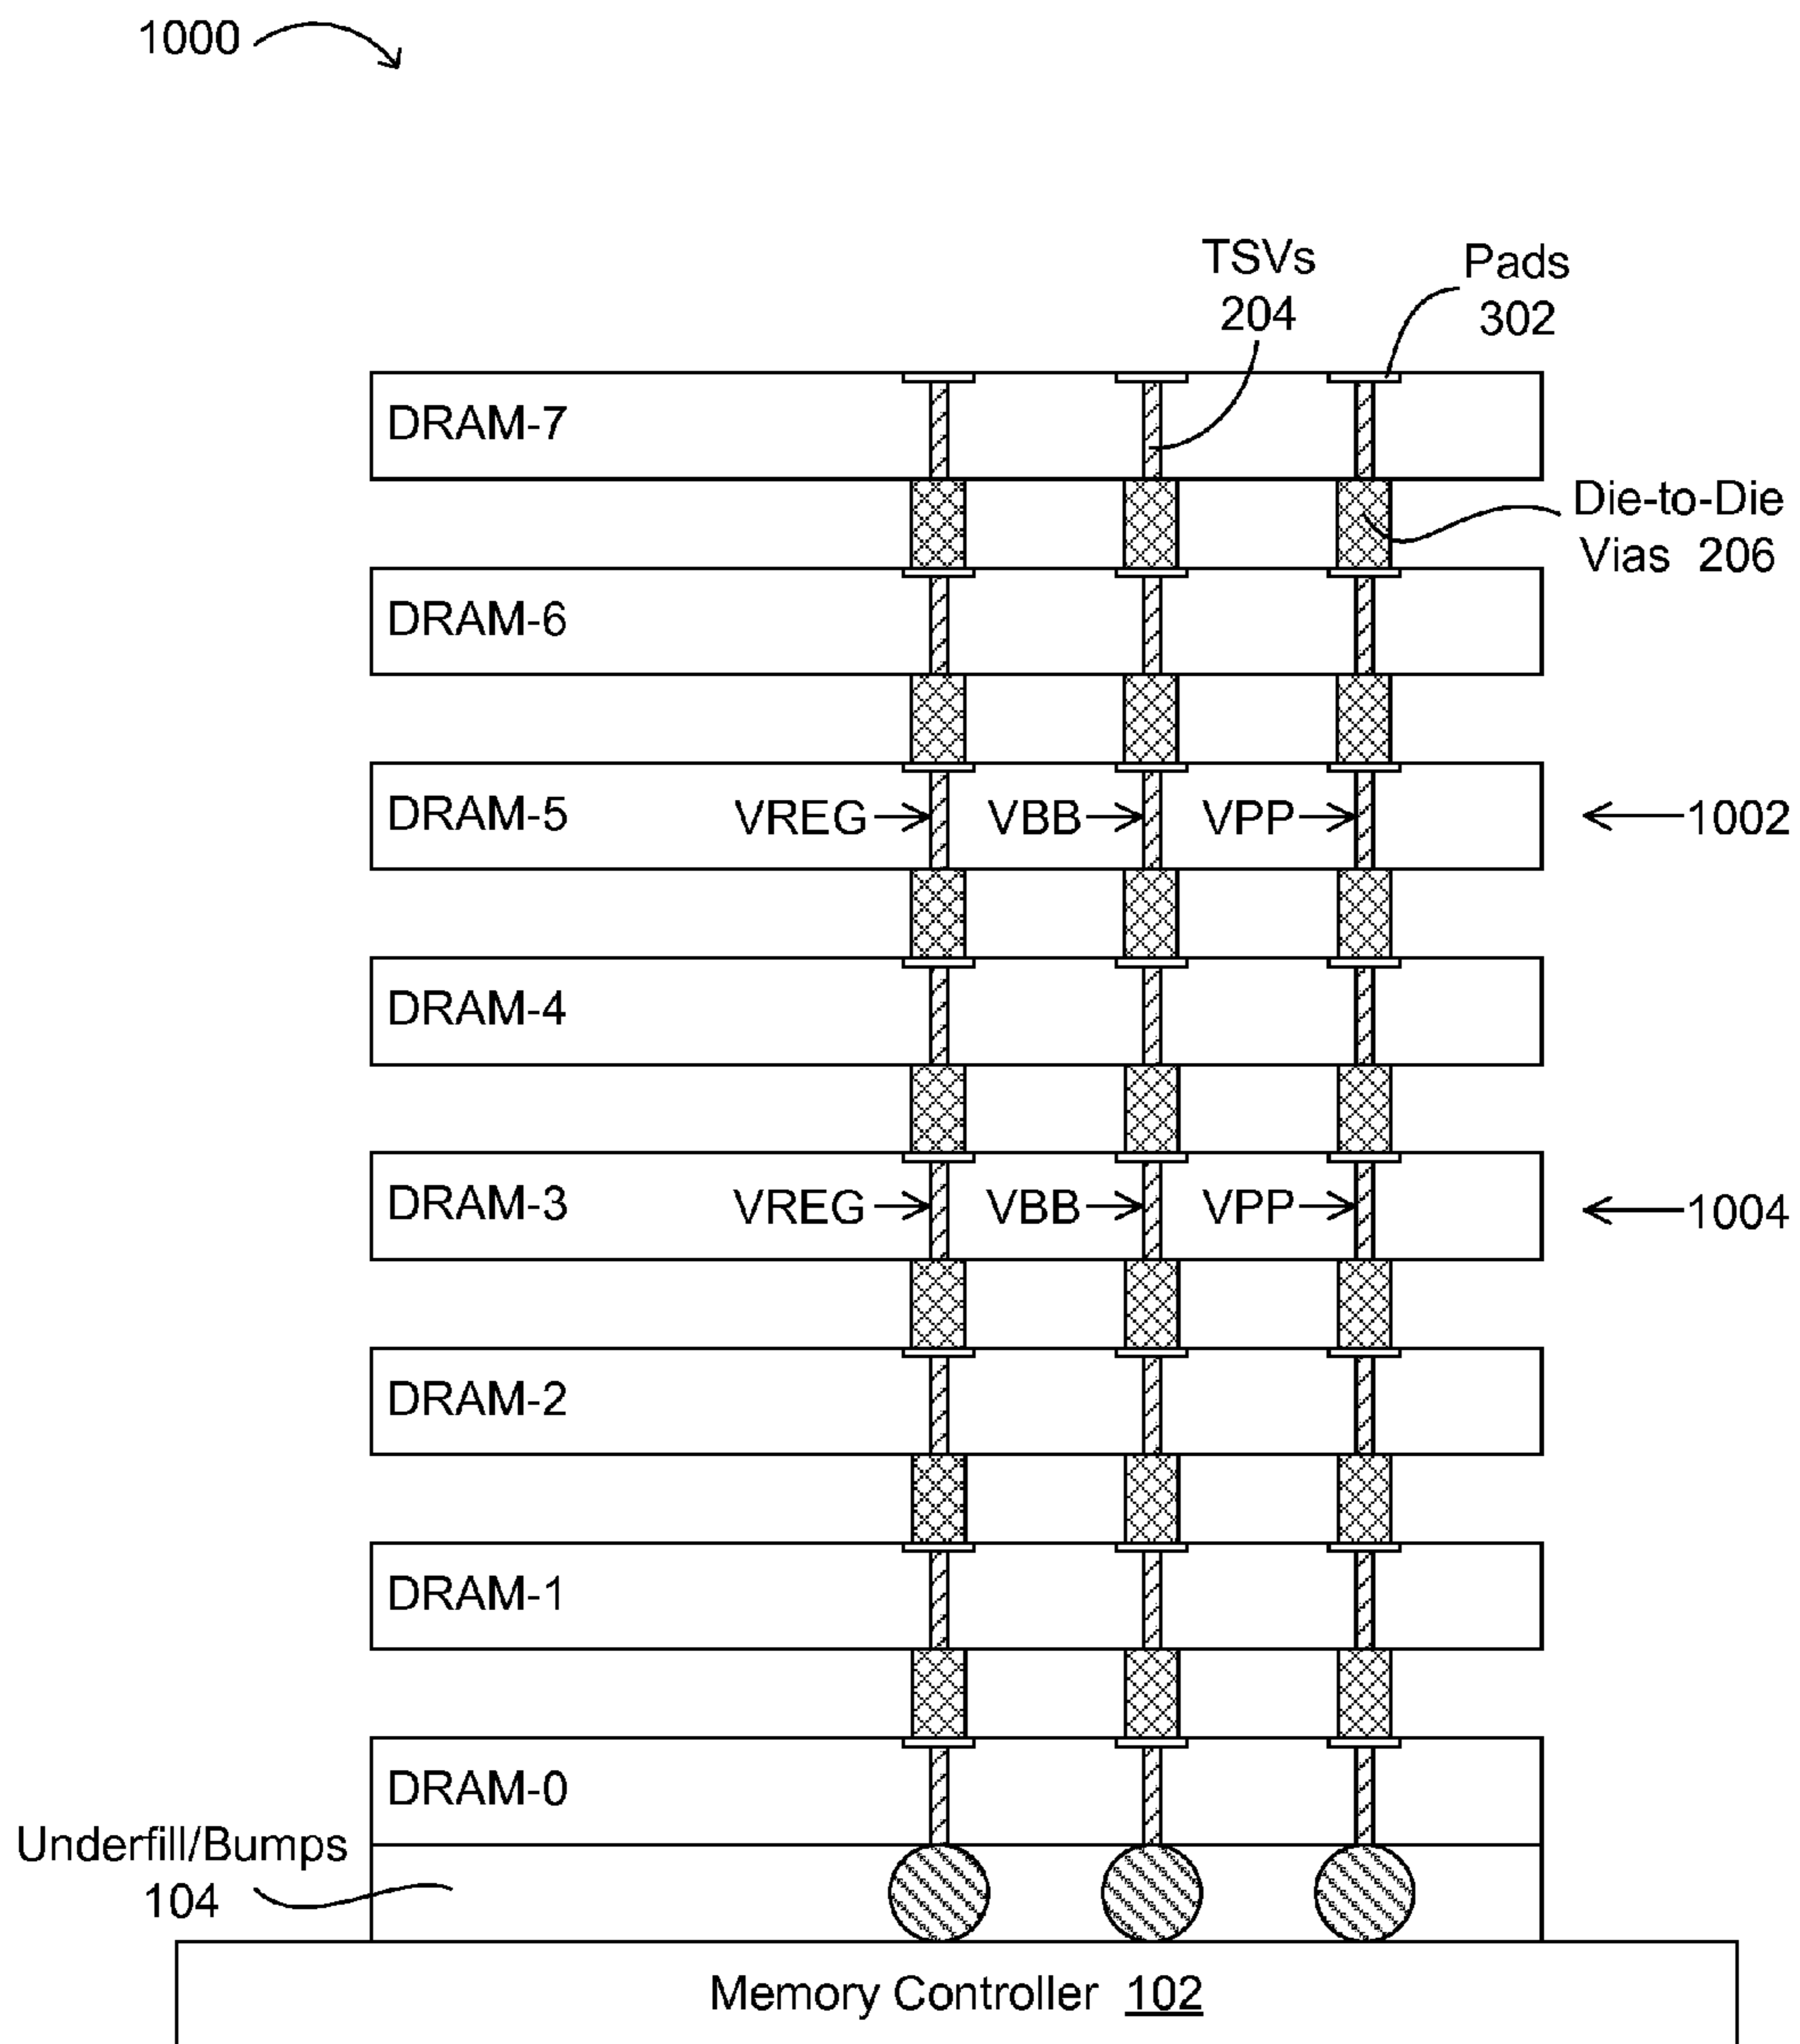 1000
TSVs
204
Pads
302
DRAM-7
Die-to-Die
Vias 206
DRAM-6
DRAM-5 VREG VBB VPP 1002
DRAM-4
DRAM-3 VREG VBB VPP 1004
DRAM-2
DRAM-1
DRAM-0
Underfill/Bumps
104
Memory Controller 102